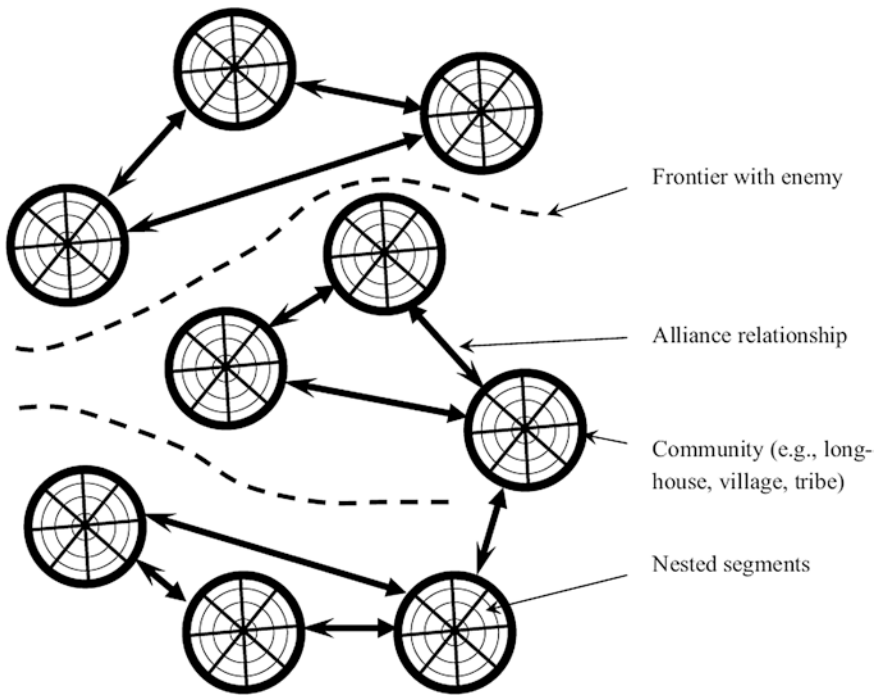 Frontier with enemy
Alliance relationship
Community (e.g., long-
house, village, tribe)
Nested segments